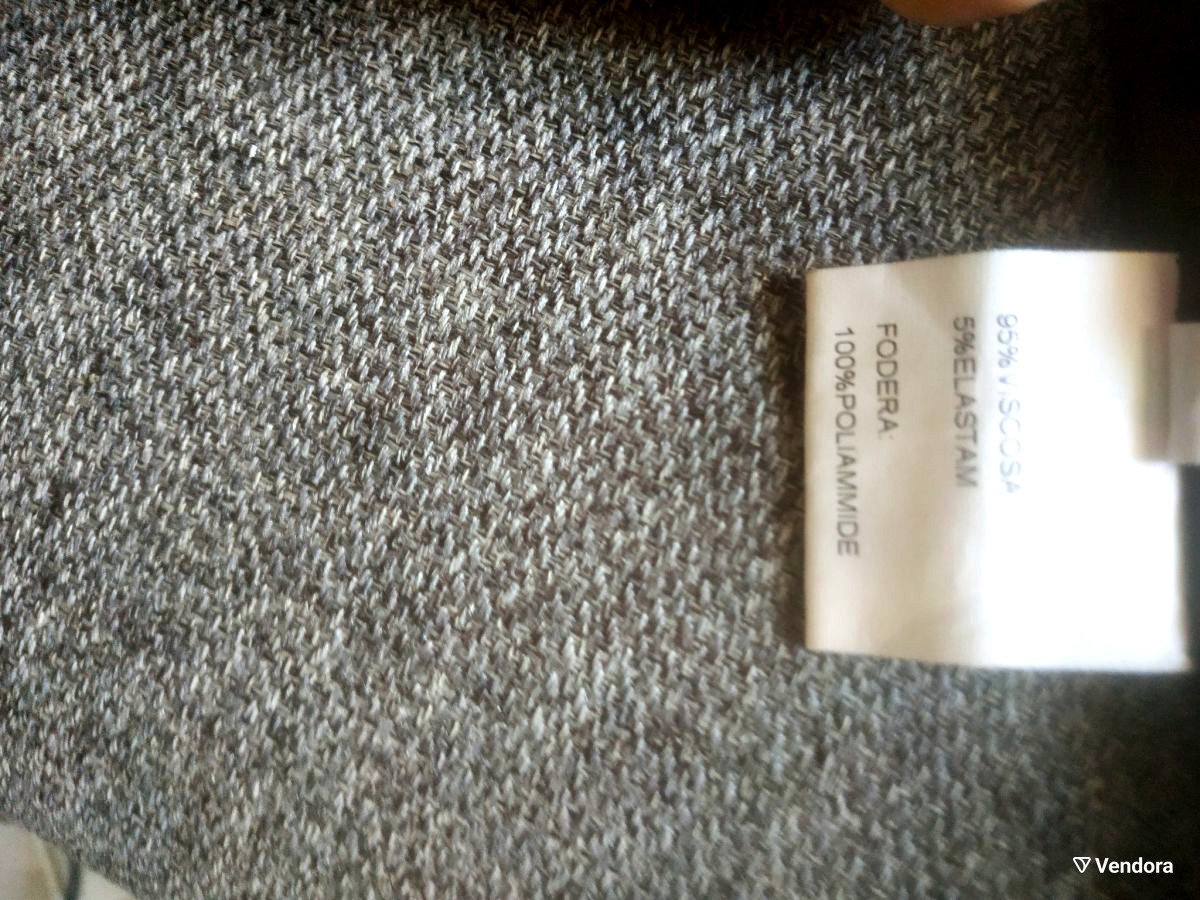 95%VISCOSA
5%ELASTAM
FODERA:
100%POLIAMMIDE
Vendora